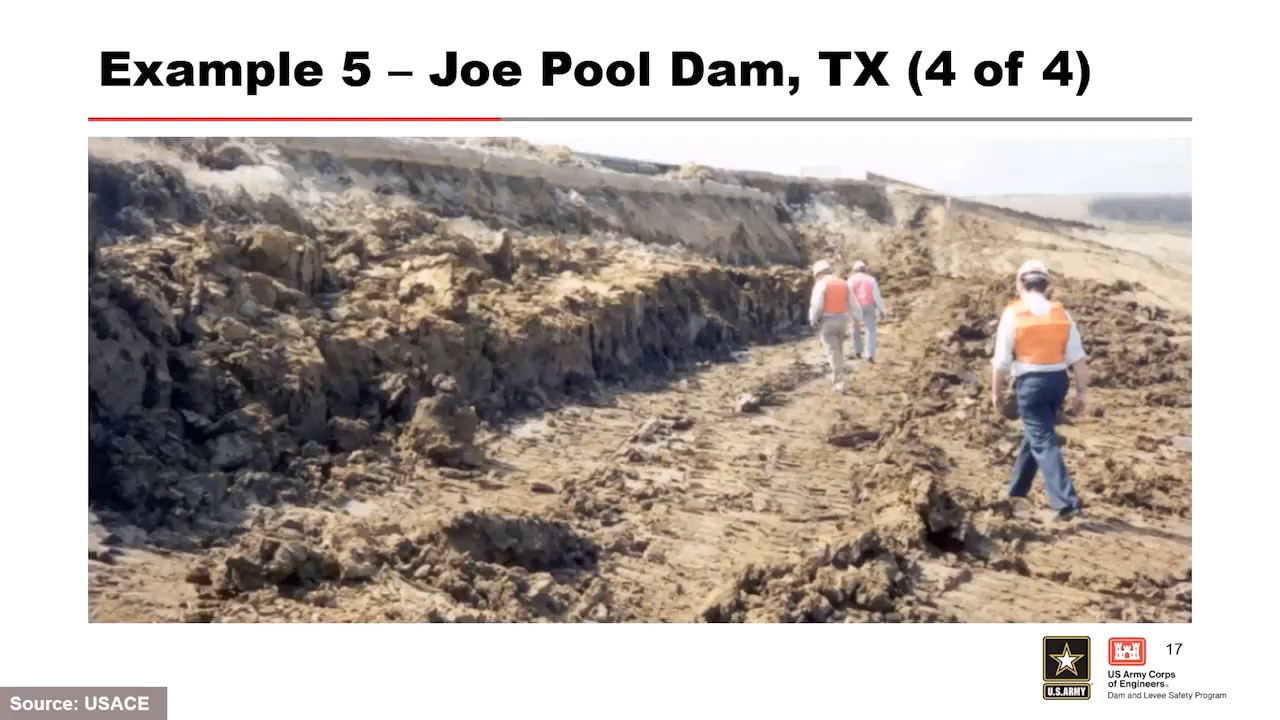 Example 5 – Joe Pool Dam, TX (4 of 4)
U.S.ARMY
US Army Corps
of Engineers®
17
Dam and Levee Safety Program
Source: USACE